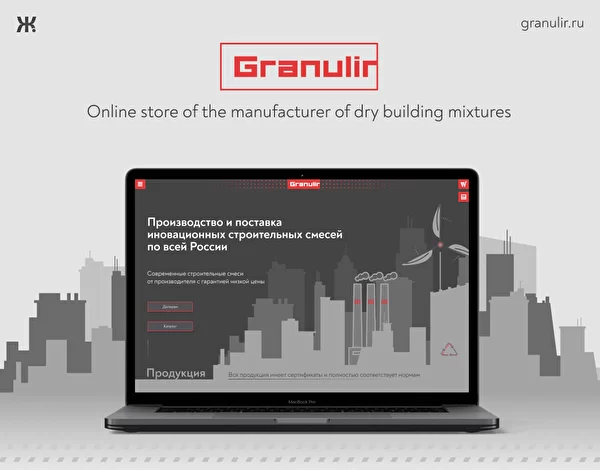 Ж.
granulir.ru
Granulir
Online store of the manufacturer of dry building mixtures
Granulir
Производство и поставка
иновационных строительных смесей
по всей России
Современные строительные смеси
от производителя с гарантией низкой цены
Дилерам
Каталог
Продукция
Вся продукция имеет сертификаты и полностью соответствует нормам
MacBook Pro